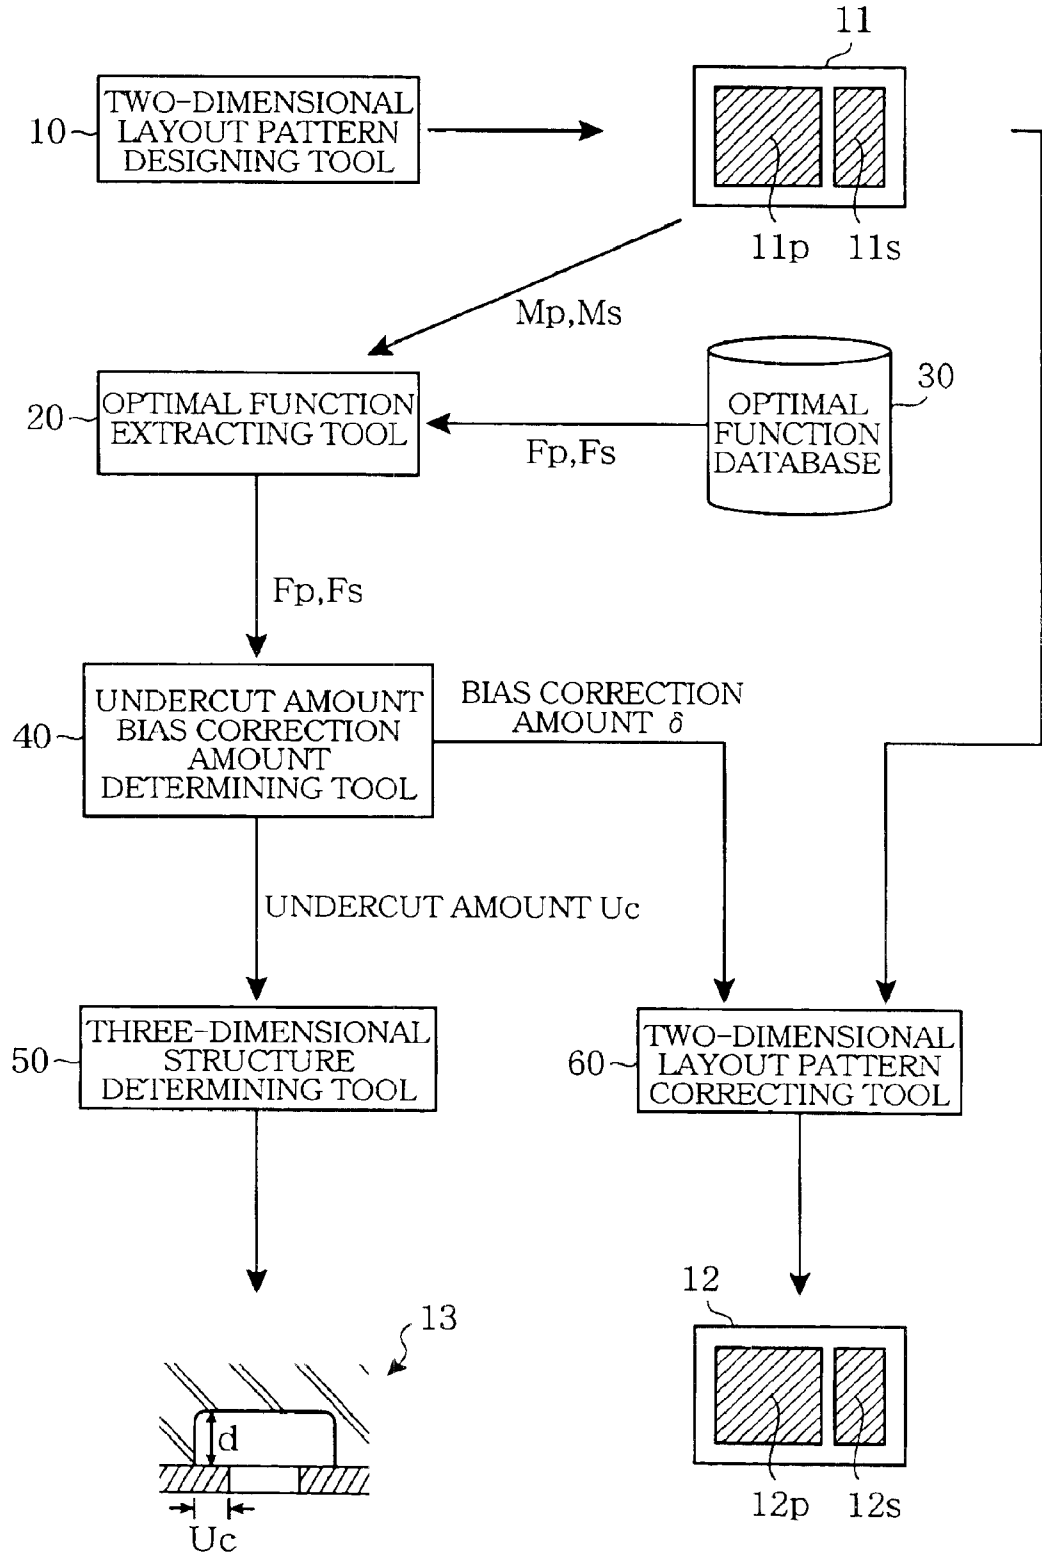 11
10
TWO-DIMENSIONAL
LAYOUT PATTERN
DESIGNING TOOL
11p
11s
Mp,Ms
20
OPTIMAL FUNCTION
EXTRACTING TOOL
Fp,Fs
30
OPTIMAL
FUNCTION
DATABASE
Fp,Fs
40
UNDERCUT AMOUNT
BIAS CORRECTION
AMOUNT
DETERMINING TOOL
BIAS CORRECTION
AMOUNT δ
UNDERCUT AMOUNT Uc
50
THREE-DIMENSIONAL
STRUCTURE
DETERMINING TOOL
60
TWO-DIMENSIONAL
LAYOUT PATTERN
CORRECTING TOOL
13
d
Uc
12
12p
12s